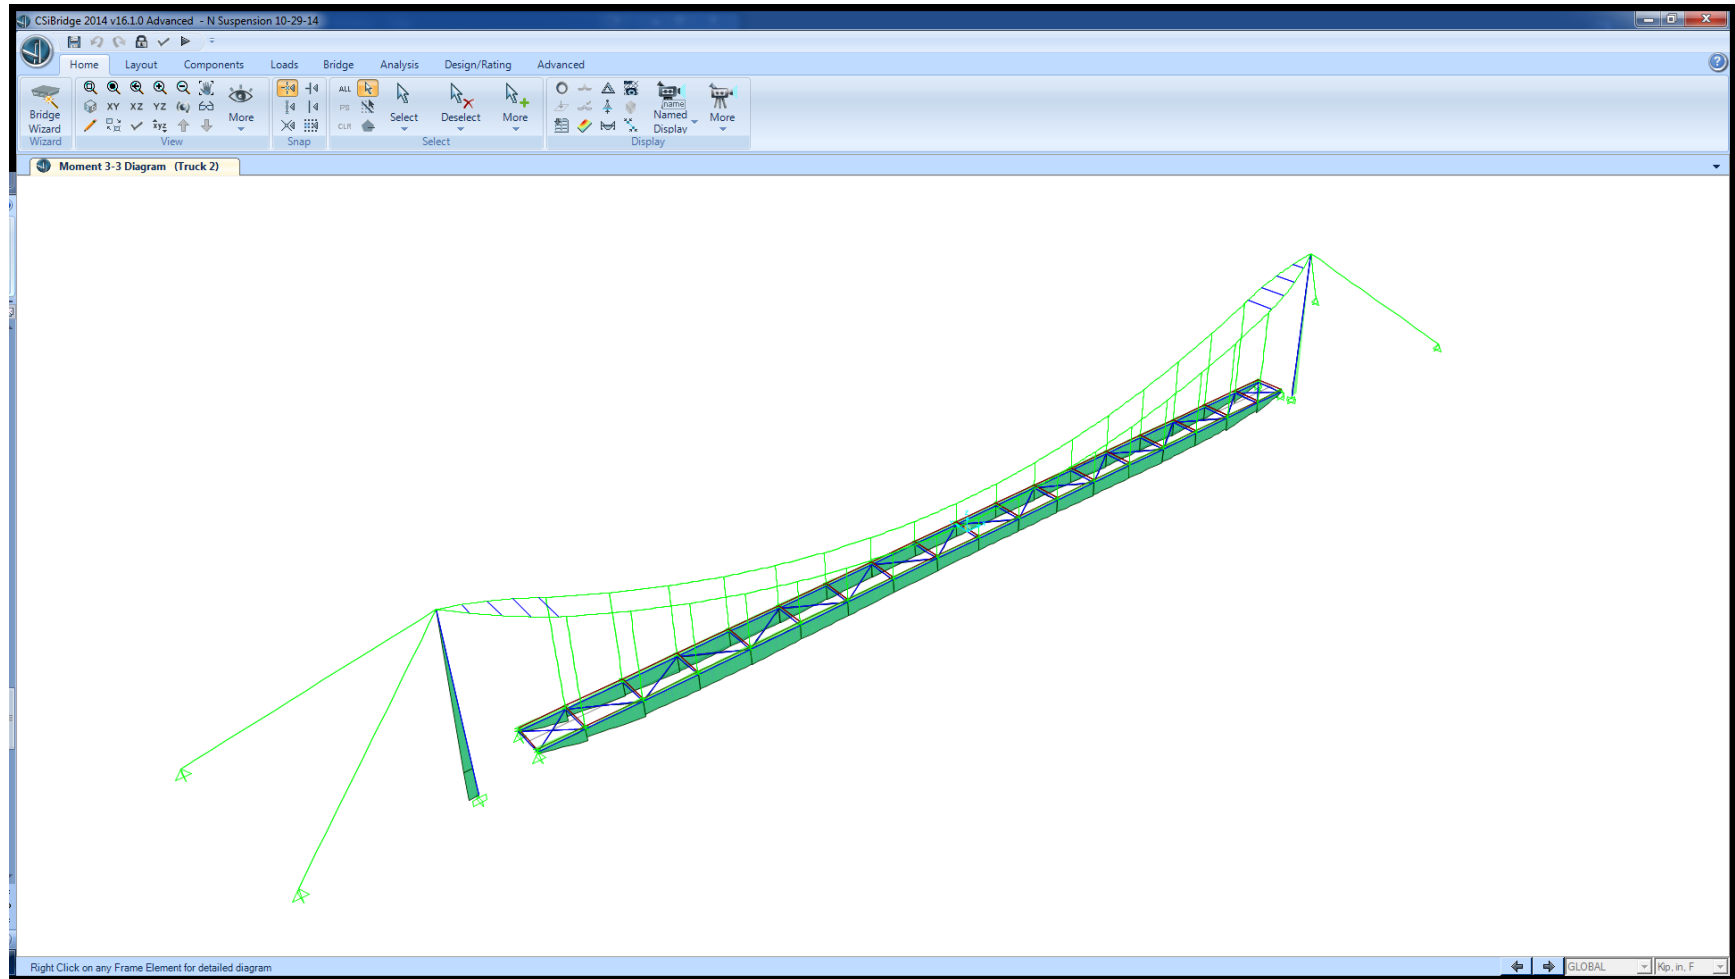 CSiBridge 2014 v16.1.0 Advanced - N Suspension 10-29-14
Home Layout Components Loads Bridge Analysis Design/Rating Advanced
Bridge Wizard
XY XZ YZ
xyz
More
ALL
PS
CLR
Select
Deselect
More
name
Named Display
More
Wizard View Snap Select Display
Moment 3-3 Diagram (Truck 2)
Right Click on any Frame Element for detailed diagram
GLOBAL
Kip, in, F